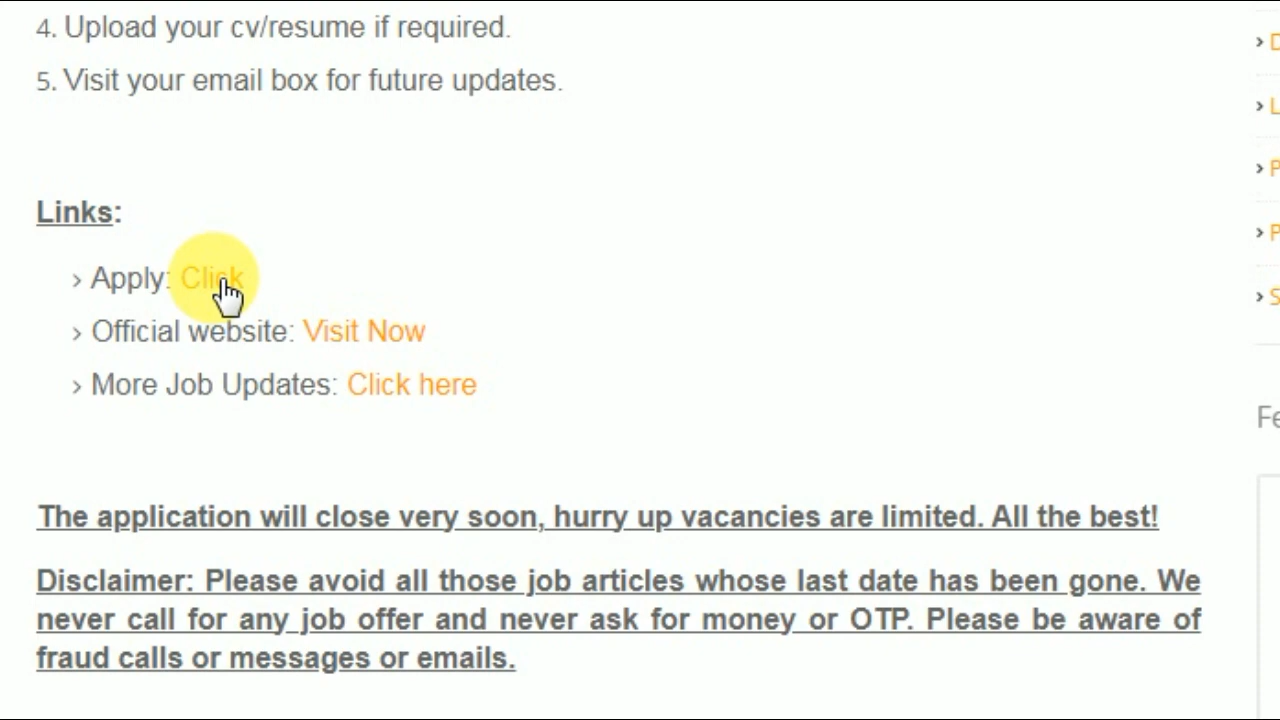 4. Upload your cv/resume if required.
5. Visit your email box for future updates.
Links:
› Apply: Click
› Official website: Visit Now
› More Job Updates: Click here
The application will close very soon, hurry up vacancies are limited. All the best!
Disclaimer: Please avoid all those job articles whose last date has been gone. We
never call for any job offer and never ask for money or OTP. Please be aware of
fraud calls or messages or emails.